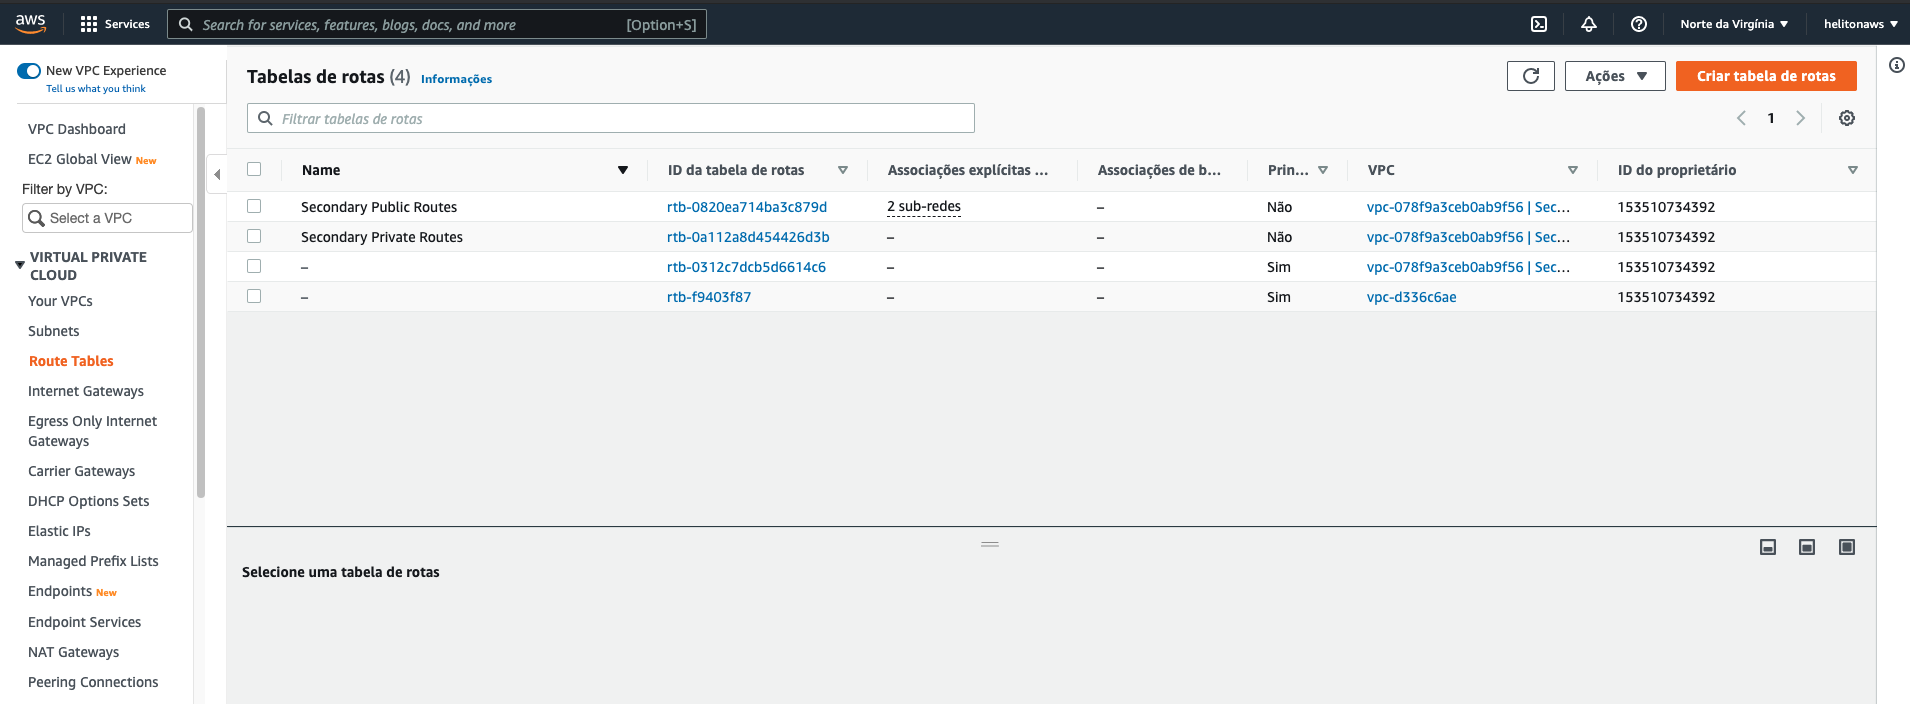 aws
Services
Search for services, features, blogs, docs, and more [Option+S]
Norte da Virgínia
helitonaws
New VPC Experience
Tell us what you think
VPC Dashboard
EC2 Global View New
Filter by VPC:
Select a VPC
VIRTUAL PRIVATE
CLOUD
Your VPCs
Subnets
Route Tables
Internet Gateways
Egress Only Internet
Gateways
Carrier Gateways
DHCP Options Sets
Elastic IPs
Managed Prefix Lists
Endpoints New
Endpoint Services
NAT Gateways
Peering Connections
Tabelas de rotas (4) Informações
Ações
Criar tabela de rotas
Filtrar tabelas de rotas
1
Name ID da tabela de rotas Associações explícitas ... Associações de b... Prin... VPC ID do proprietário
Secondary Public Routes rtb-0820ea714ba3c879d 2 sub-redes – Não vpc-078f9a3ceb0ab9f56 | Sec... 153510734392
Secondary Private Routes rtb-0a112a8d454426d3b – – Não vpc-078f9a3ceb0ab9f56 | Sec... 153510734392
– rtb-0312c7dcb5d6614c6 – – Sim vpc-078f9a3ceb0ab9f56 | Sec... 153510734392
– rtb-f9403f87 – – Sim vpc-d336c6ae 153510734392
Selecione uma tabela de rotas